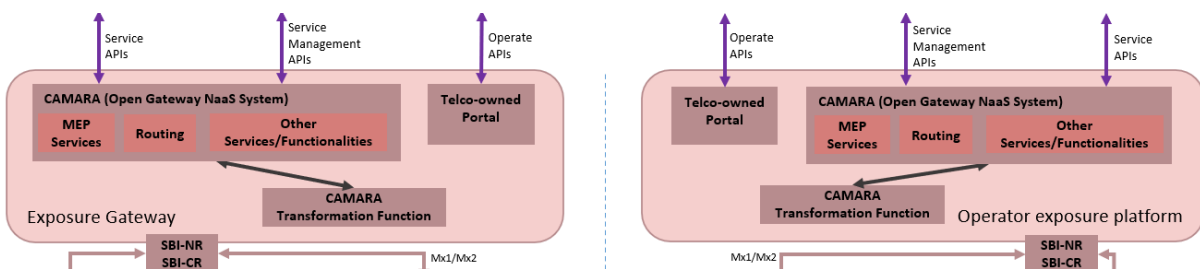 Service
APIs
Service
Management
APIs
Operate
APIs
CAMARA (Open Gateway NaaS System)
MEP
Services
Routing
Other
Services/Functionalities
Telco-owned
Portal
CAMARA
Transformation Function
Exposure Gateway
SBI-NR
SBI-CR
Mx1/Mx2
Operate
APIs
Service
Management
APIs
Service
APIs
Telco-owned
Portal
CAMARA (Open Gateway NaaS System)
MEP
Services
Routing
Other
Services/Functionalities
CAMARA
Transformation Function
Operator exposure platform
Mx1/Mx2
SBI-NR
SBI-CR